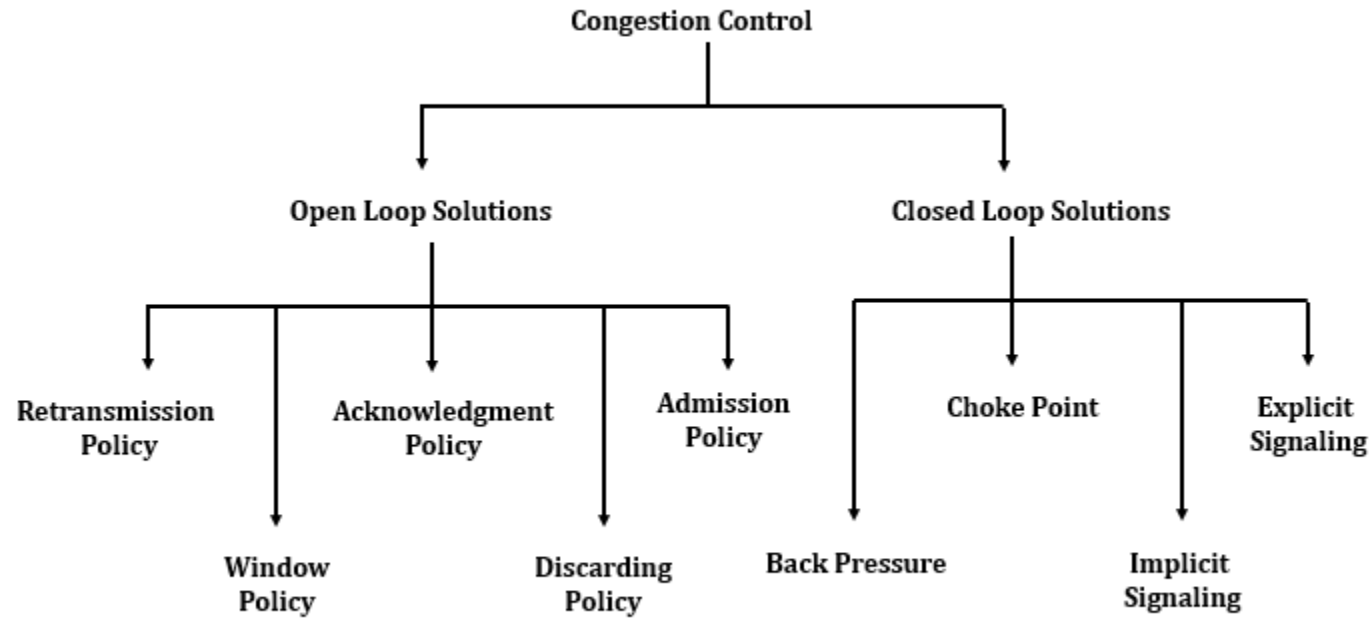 Congestion Control
Open Loop Solutions
Closed Loop Solutions
Retransmission
Policy
Acknowledgment
Policy
Admission
Policy
Choke Point
Explicit
Signaling
Window
Policy
Discarding
Policy
Back Pressure
Implicit
Signaling